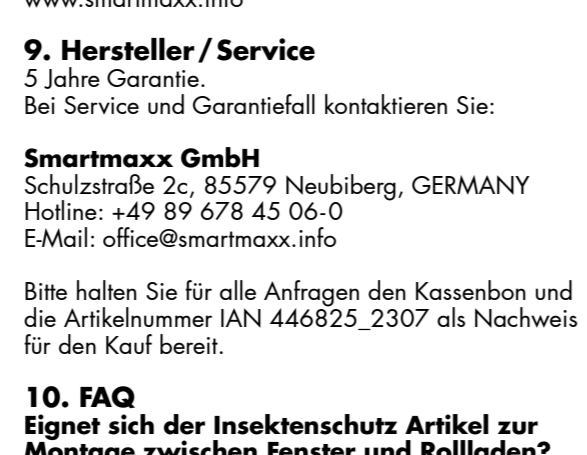 www.smartmaxx.info
9. Hersteller/Service
5 Jahre Garantie.
Bei Service und Garantiefall kontaktieren Sie:
Smartmaxx GmbH
Schulzstraße 2c, 85579 Neubiberg, GERMANY
Hotline: +49 89 678 45 06-0
E-Mail: office@smartmaxx.info
Bitte halten Sie für alle Anfragen den Kassenbon und
die Artikelnummer IAN 446825_2307 als Nachweis
für den Kauf bereit.
10. FAQ
Eignet sich der Insektenschutz Artikel zur
Montage zwischen Fenster und Rollladen?